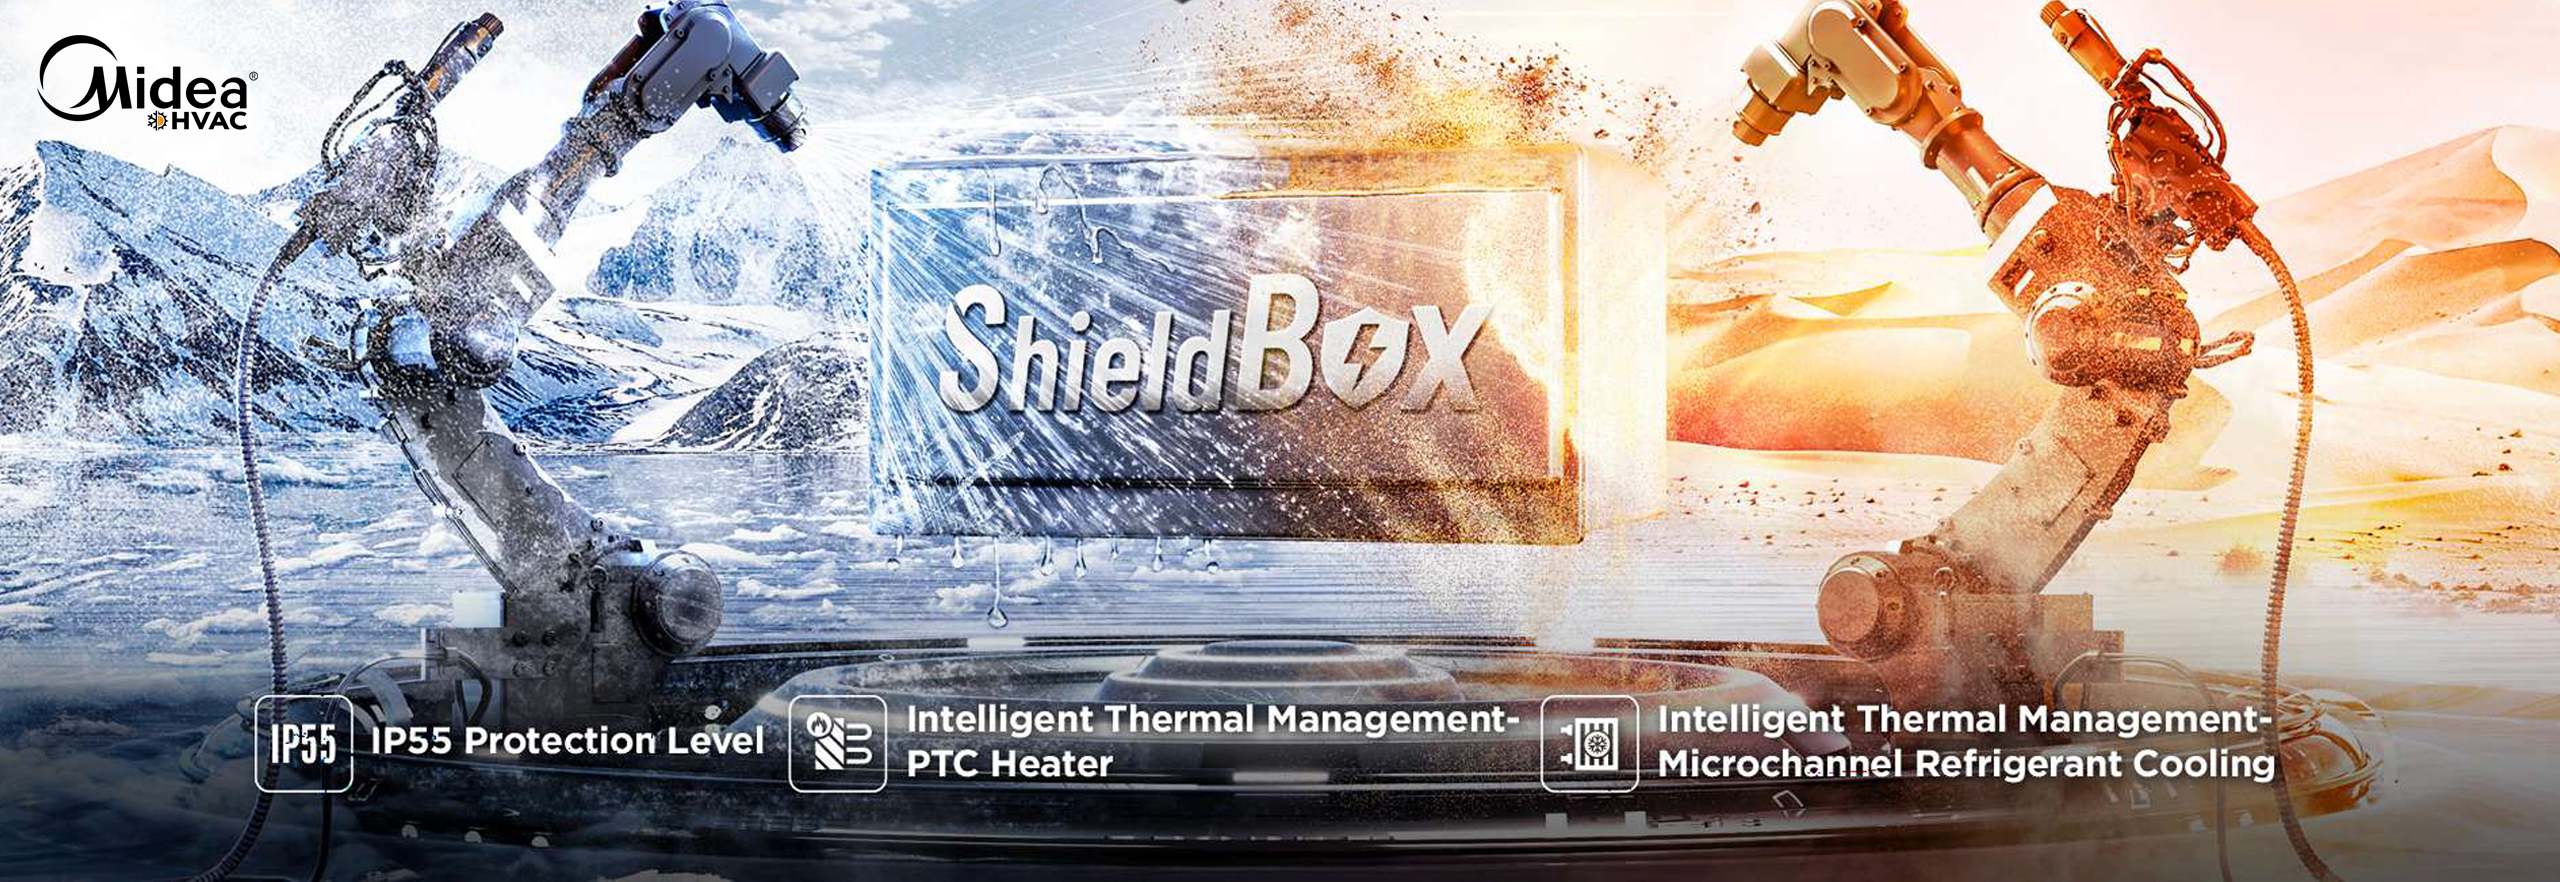 Midea®
HVAC
ShieldBox
IP55
IP55 Protection Level
Intelligent Thermal Management-
PTC Heater
Intelligent Thermal Management-
Microchannel Refrigerant Cooling